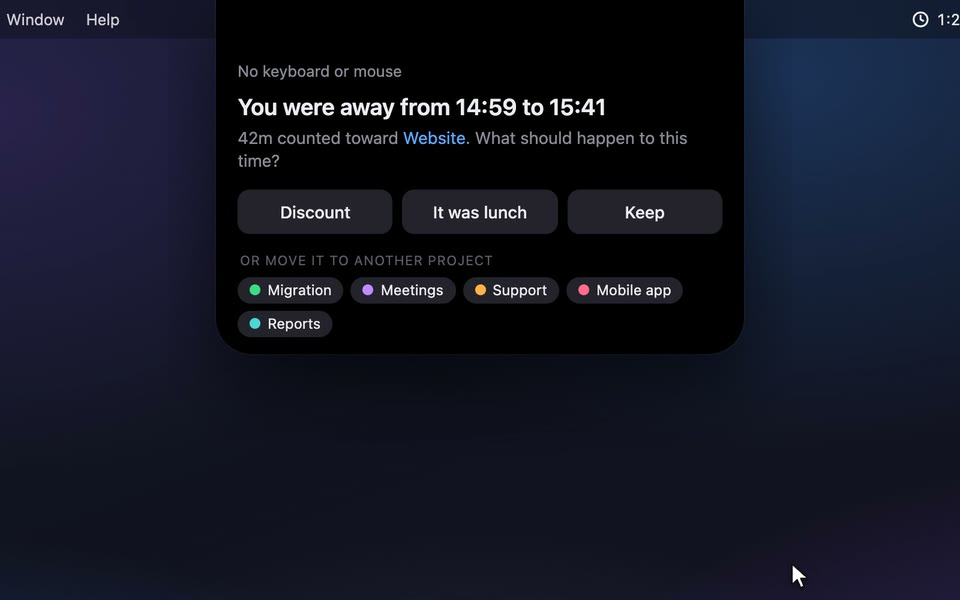 Window Help 1:2
No keyboard or mouse
You were away from 14:59 to 15:41
42m counted toward Website. What should happen to this
time?
Discount It was lunch Keep
OR MOVE IT TO ANOTHER PROJECT
Migration Meetings Support Mobile app
Reports